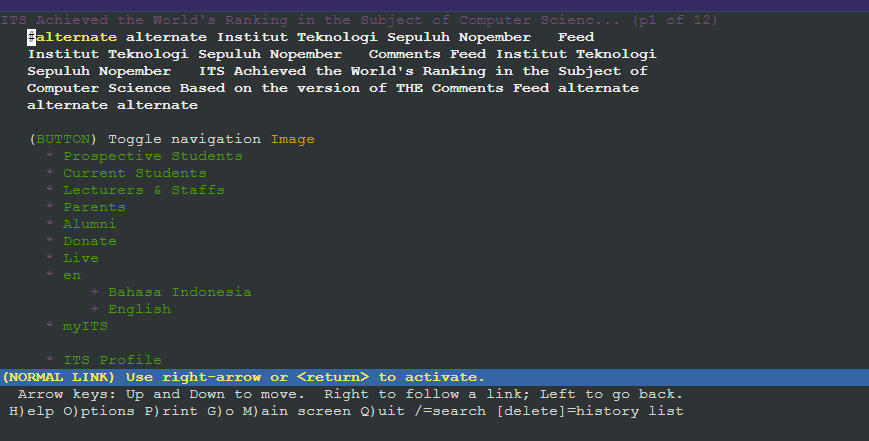 ITS Achieved the World's Ranking in the Subject of Computer Scienc... (p1 of 12)
#alternate alternate Institut Teknologi Sepuluh Nopember Feed
Institut Teknologi Sepuluh Nopember Comments Feed Institut Teknologi
Sepuluh Nopember ITS Achieved the World's Ranking in the Subject of
Computer Science Based on the version of THE Comments Feed alternate
alternate alternate
(BUTTON) Toggle navigation Image
* Prospective Students
* Current Students
* Lecturers & Staffs
* Parents
* Alumni
* Donate
* Live
* en
+ Bahasa Indonesia
+ English
* myITS
* ITS Profile
(NORMAL LINK) Use right-arrow or <return> to activate.
Arrow keys: Up and Down to move. Right to follow a link; Left to go back.
H)elp O)ptions P)rint G)o M)ain screen Q)uit /=search [delete]=history list